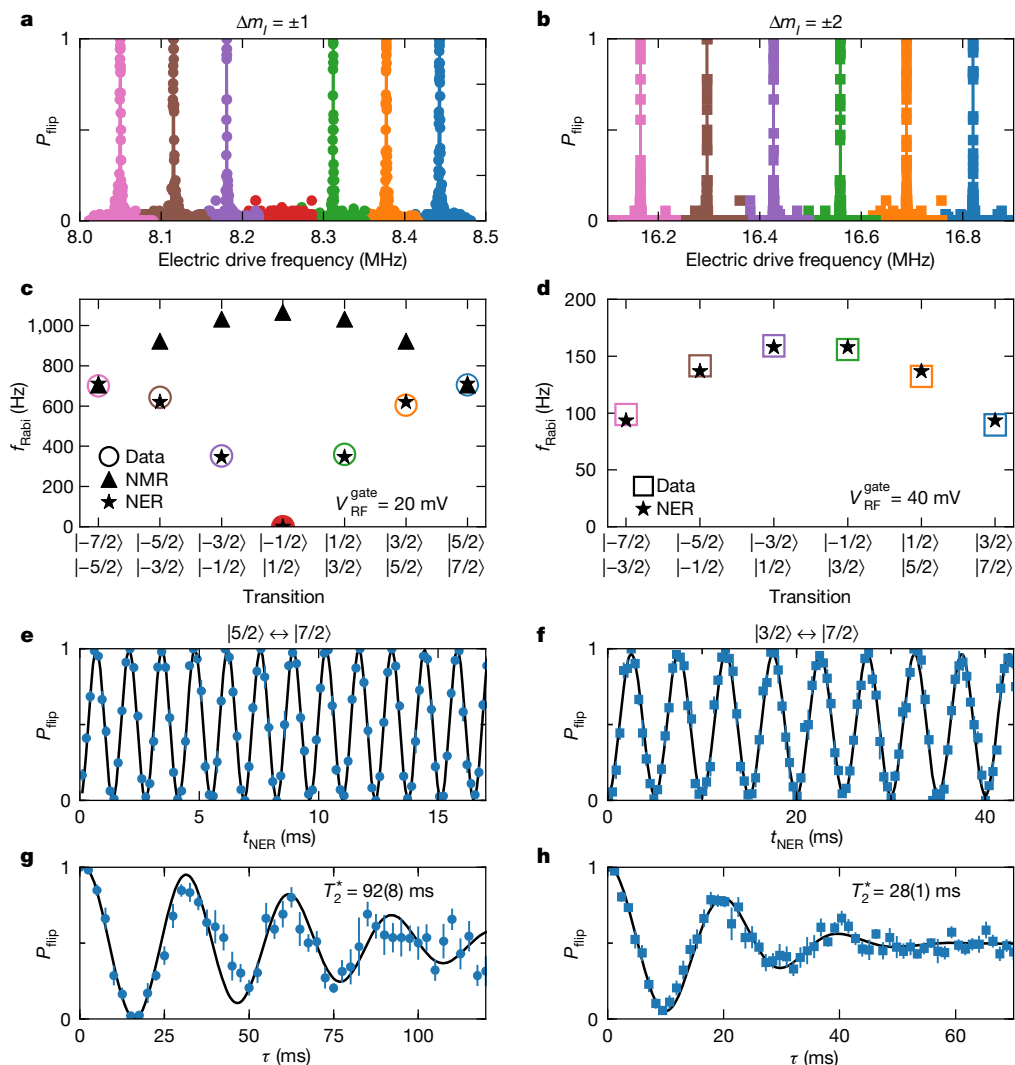 a
Δm_I = ±1
1
0.5
0
P_flip
8.0 8.1 8.2 8.3 8.4 8.5
Electric drive frequency (MHz)
b
Δm_I = ±2
1
0.5
0
P_flip
16.2 16.4 16.6 16.8
Electric drive frequency (MHz)
c
1,000
800
600
400
200
0
f_Rabi (Hz)
Data
NMR
NER
V_RF^gate = 20 mV
|−7/2⟩ |−5/2⟩ |−3/2⟩ |−1/2⟩ |1/2⟩ |3/2⟩ |5/2⟩
|−5/2⟩ |−3/2⟩ |−1/2⟩ |1/2⟩ |3/2⟩ |5/2⟩ |7/2⟩
Transition
d
200
150
100
50
0
f_Rabi (Hz)
Data
NER
V_RF^gate = 40 mV
|−7/2⟩ |−5/2⟩ |−3/2⟩ |−1/2⟩ |1/2⟩ |3/2⟩
|−3/2⟩ |−1/2⟩ |1/2⟩ |3/2⟩ |5/2⟩ |7/2⟩
Transition
e
|5/2⟩ ↔ |7/2⟩
1
0
P_flip
0 5 10 15
t_NER (ms)
f
|3/2⟩ ↔ |7/2⟩
1
0
P_flip
0 20 40
t_NER (ms)
g
1
0
P_flip
T_2^* = 92(8) ms
0 25 50 75 100
τ (ms)
h
1
0
P_flip
T_2^* = 28(1) ms
0 20 40 60
τ (ms)